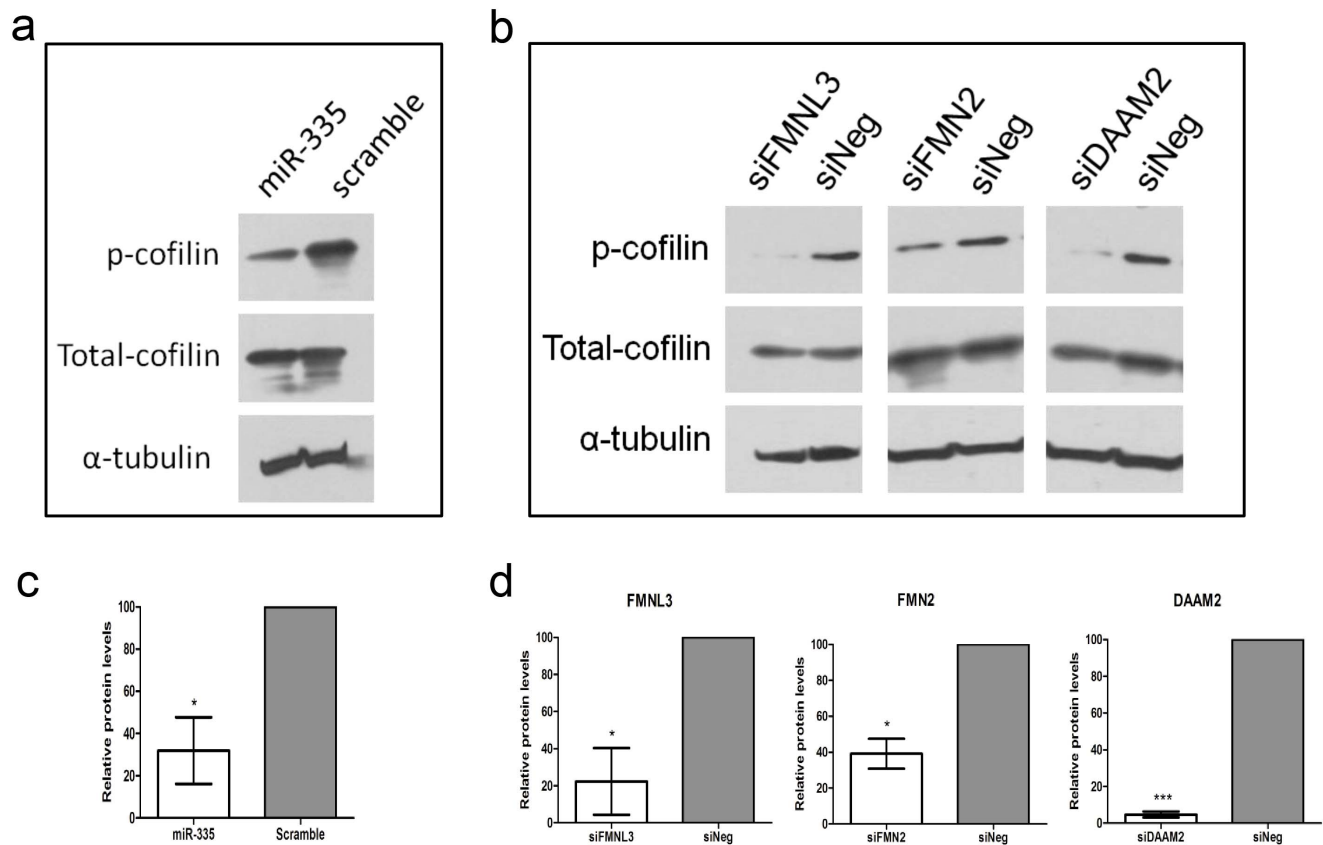 a
miR-335 scramble
p-cofilin
Total-cofilin
α-tubulin
b
siFMNL3 siNeg siFMN2 siNeg siDAAM2 siNeg
p-cofilin
Total-cofilin
α-tubulin
c
Relative protein levels
100
80
60
40
20
0
*
miR-335 Scramble
d
FMNL3
Relative protein levels
100
80
60
40
20
0
*
siFMNL3 siNeg
FMN2
Relative protein levels
100
80
60
40
20
0
*
siFMN2 siNeg
DAAM2
Relative protein levels
100
80
60
40
20
0
***
siDAAM2 siNeg